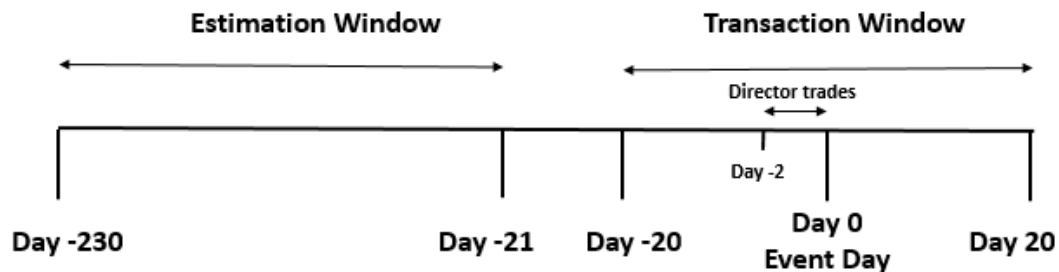 Estimation Window
Transaction Window
Director trades
Day -2
Day -230
Day -21
Day -20
Day 0
Event Day
Day 20